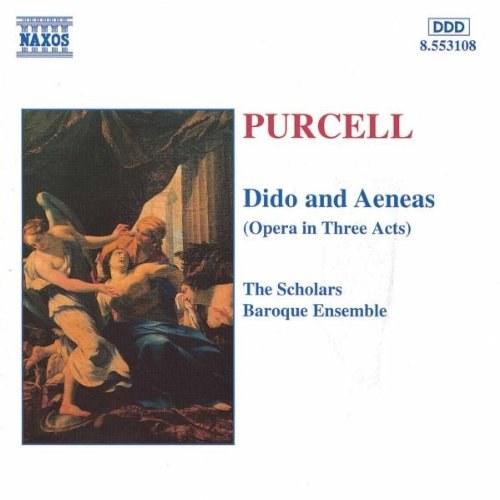 NAXOS
DDD
8.553108
PURCELL
Dido and Aeneas
(Opera in Three Acts)
The Scholars
Baroque Ensemble